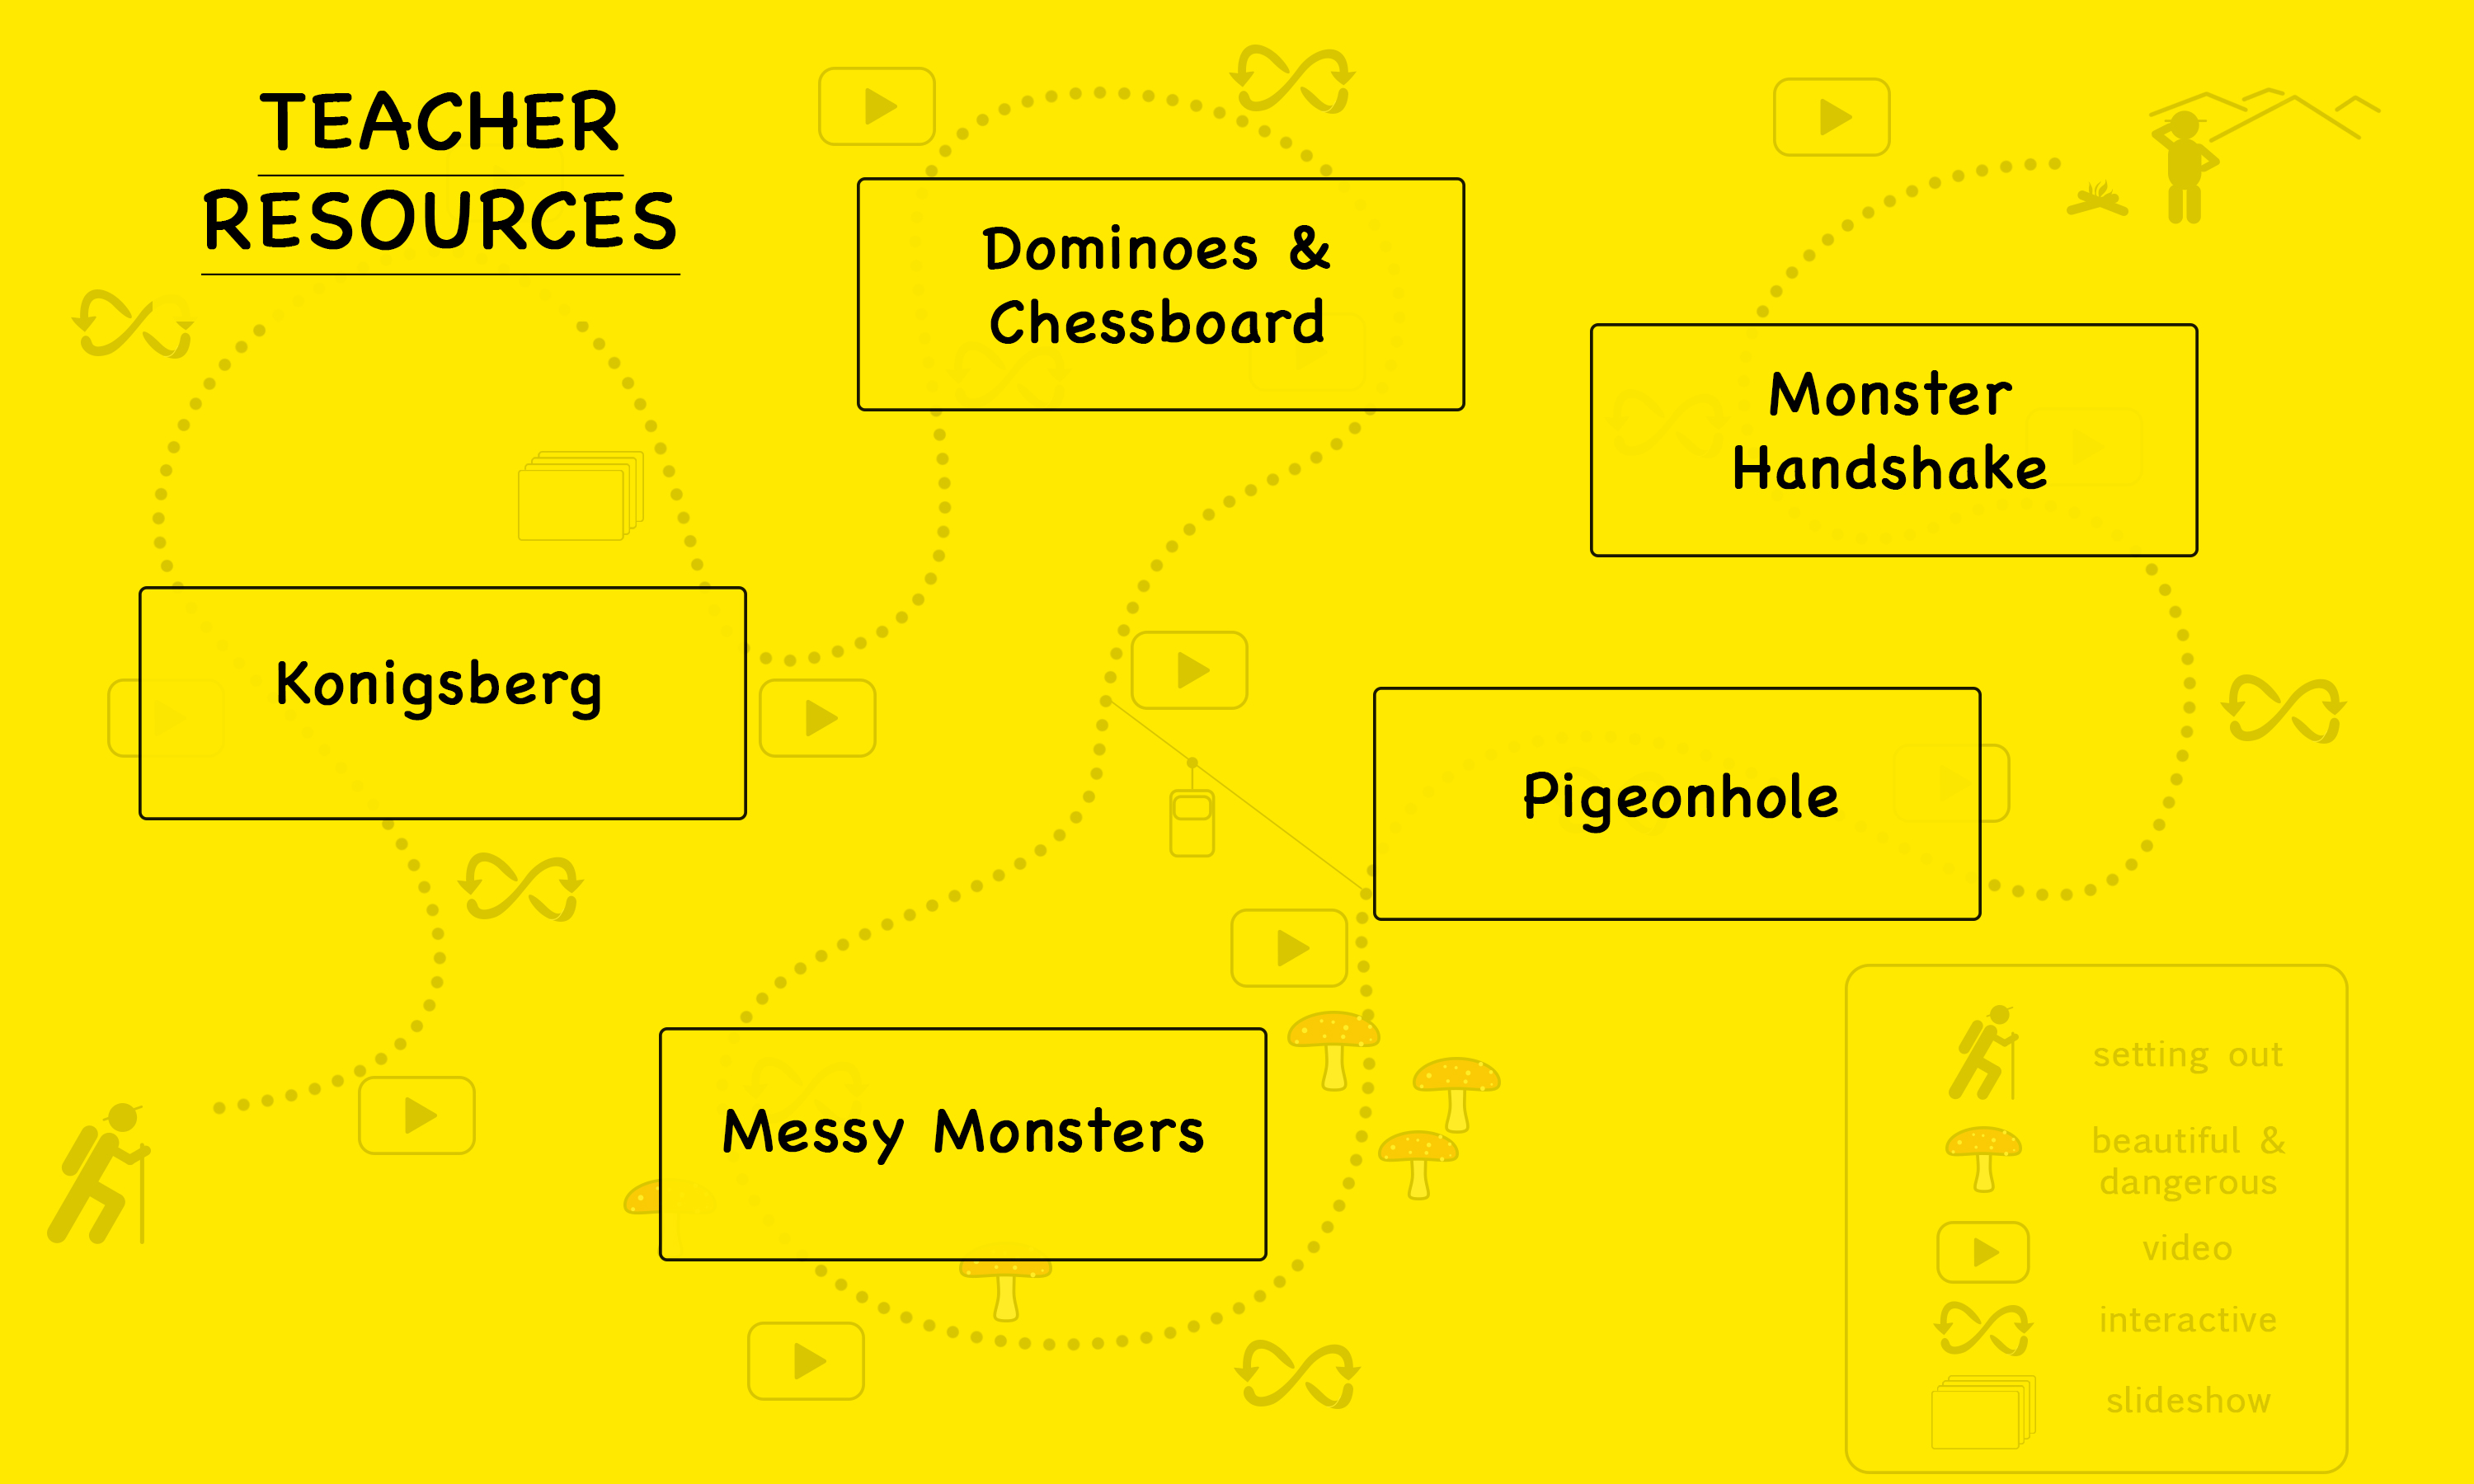 TEACHER
RESOURCES
Dominoes &
Chessboard
Monster
Handshake
Konigsberg
Pigeonhole
Messy Monsters
setting out
beautiful &
dangerous
video
interactive
slideshow